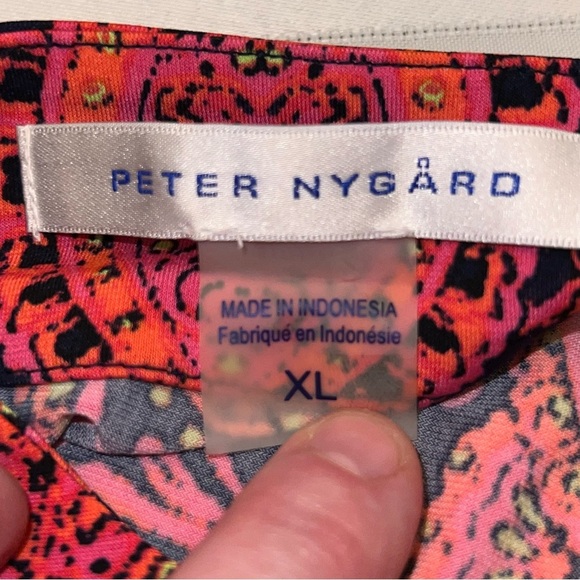 PETER NYGÅRD
MADE IN INDONESIA
Fabriqué en Indonésie
XL